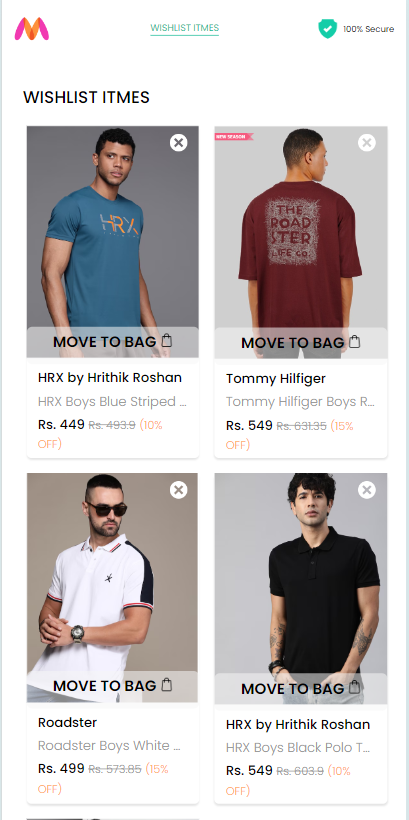 WISHLIST ITMES
100% Secure
WISHLIST ITMES
HRX
MOVE TO BAG
HRX by Hrithik Roshan
HRX Boys Blue Striped ...
Rs. 449 Rs. 493.9 (10%
OFF)
NEW SEASON
THE
ROAD
STER
LIFE CO.
MOVE TO BAG
Tommy Hilfiger
Tommy Hilfiger Boys R...
Rs. 549 Rs. 631.35 (15%
OFF)
MOVE TO BAG
Roadster
Roadster Boys White ...
Rs. 499 Rs. 573.85 (15%
OFF)
MOVE TO BAG
HRX by Hrithik Roshan
HRX Boys Black Polo T...
Rs. 549 Rs. 603.9 (10%
OFF)